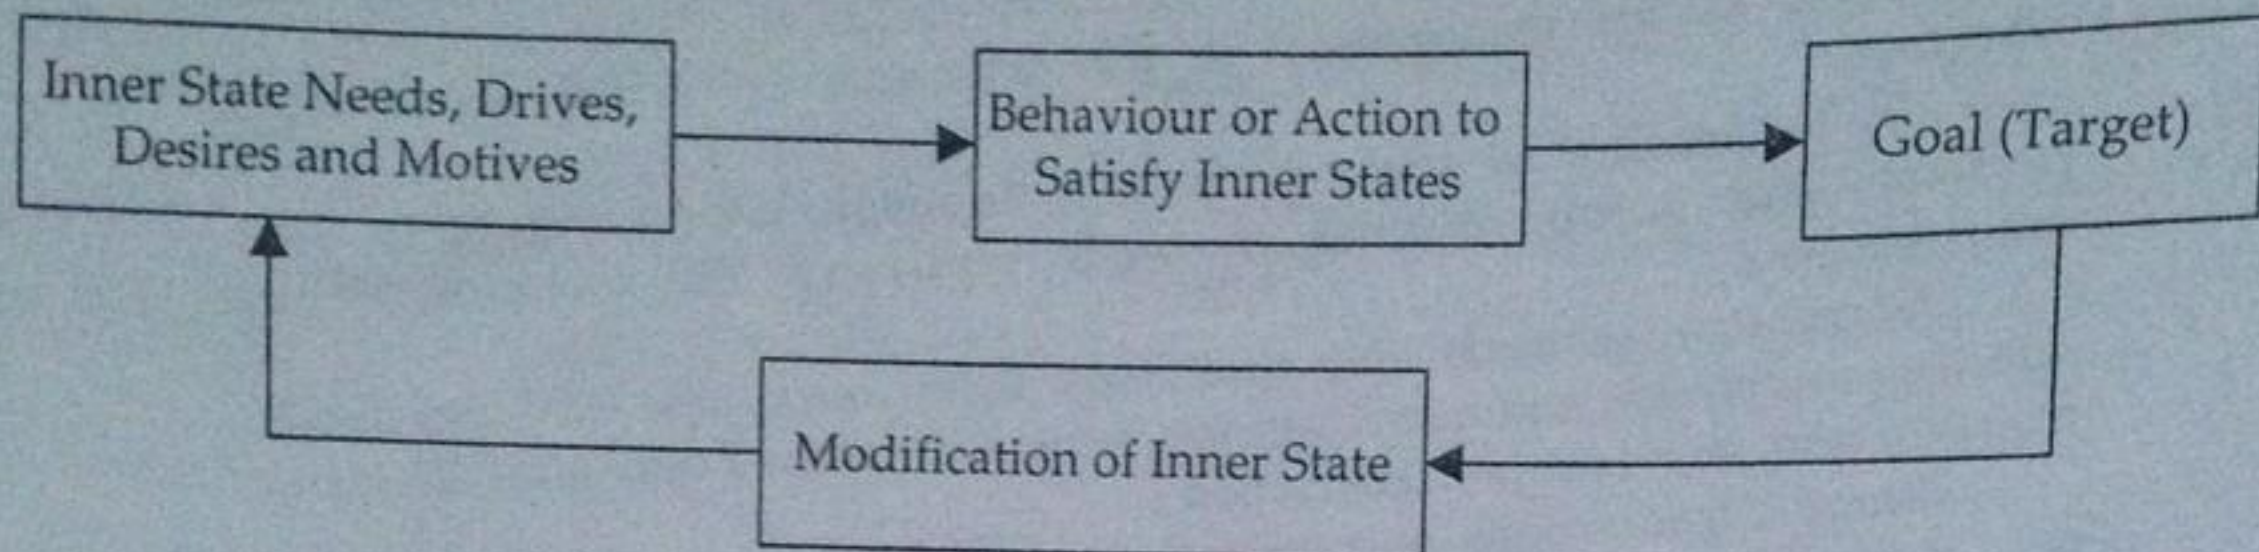 Inner State Needs, Drives,
Desires and Motives
Behaviour or Action to
Satisfy Inner States
Goal (Target)
Modification of Inner State